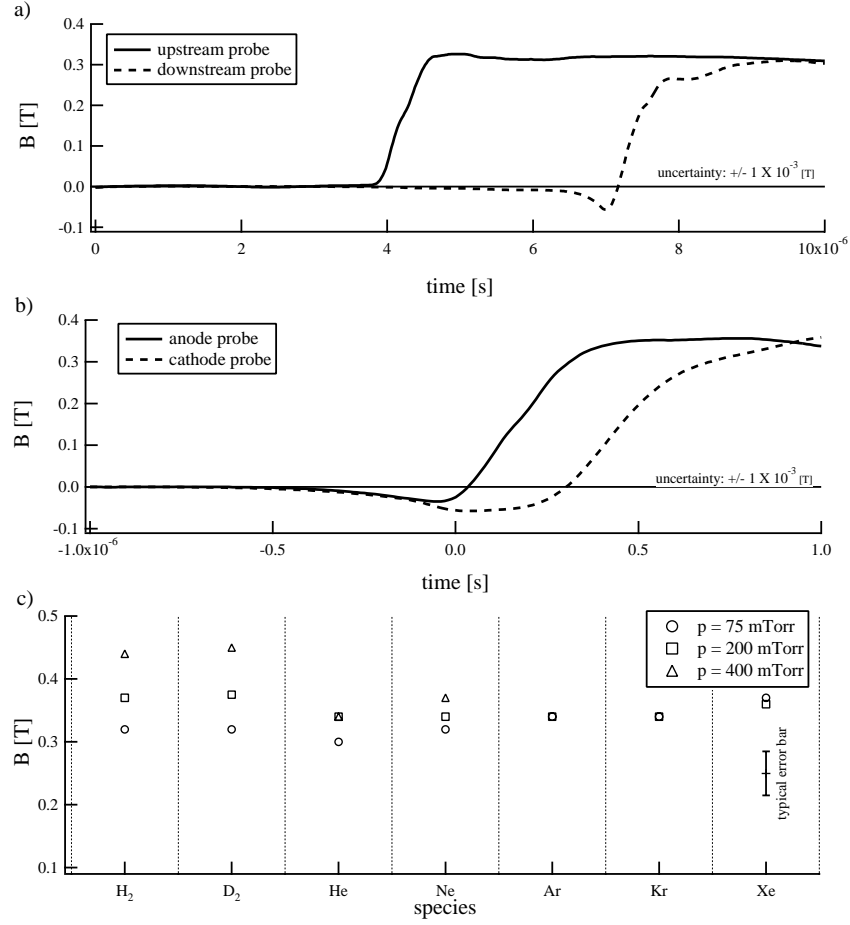 a)
0.4
0.3
0.2
0.1
0.0
-0.1
B [T]
upstream probe
downstream probe
uncertainty: +/- 1 X 10⁻³ [T]
0
2
4
6
8
10x10⁻⁶
time [s]
b)
0.4
0.3
0.2
0.1
0.0
-0.1
B [T]
anode probe
cathode probe
uncertainty: +/- 1 X 10⁻³ [T]
-1.0x10⁻⁶
-0.5
0.0
0.5
1.0
time [s]
c)
0.5
0.4
0.3
0.2
0.1
B [T]
p = 75 mTorr
p = 200 mTorr
p = 400 mTorr
typical error bar
H₂
D₂
He
Ne
Ar
Kr
Xe
species